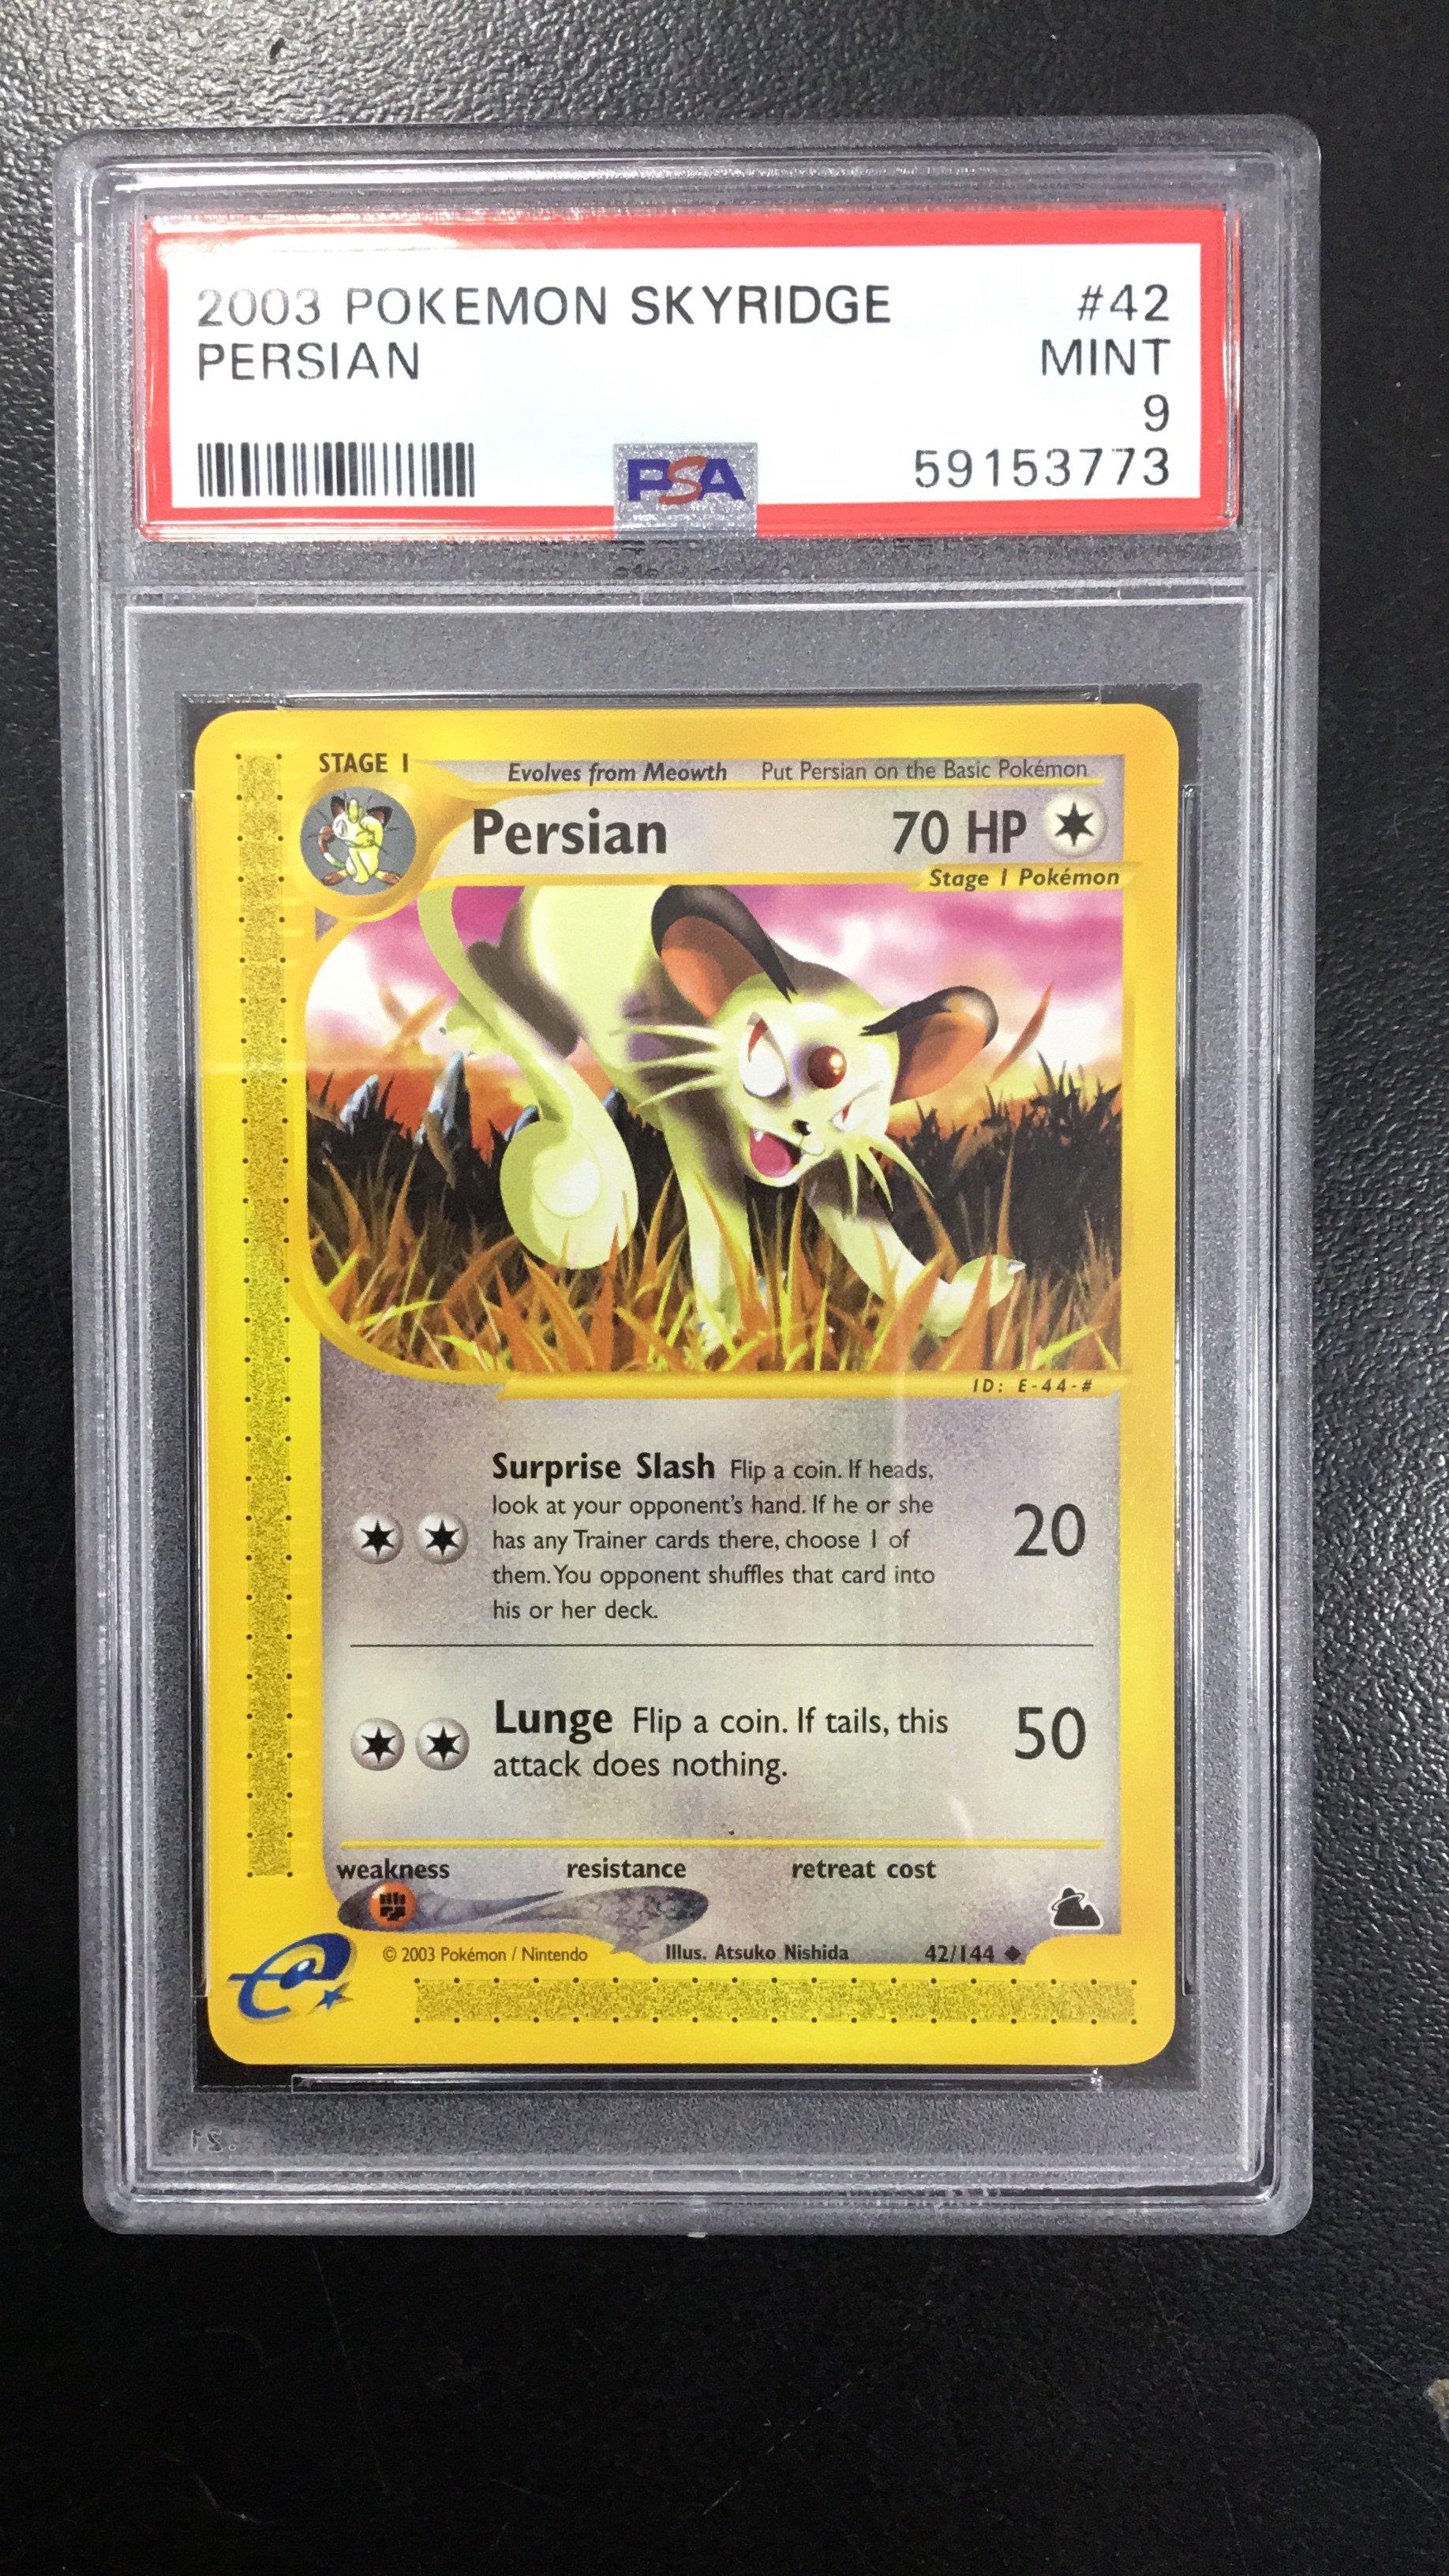 2003 POKEMON SKYRIDGE #42
PERSIAN MINT
9
PSA 59153773
STAGE 1
Evolves from Meowth Put Persian on the Basic Pokémon
Persian 70 HP
Stage 1 Pokémon
ID: E-44-#
Surprise Slash Flip a coin. If heads,
look at your opponent's hand. If he or she
has any Trainer cards there, choose 1 of
them. You opponent shuffles that card into
his or her deck.
20
Lunge Flip a coin. If tails, this
attack does nothing.
50
weakness resistance retreat cost
© 2003 Pokémon / Nintendo Illus. Atsuko Nishida 42/144 ◆
e